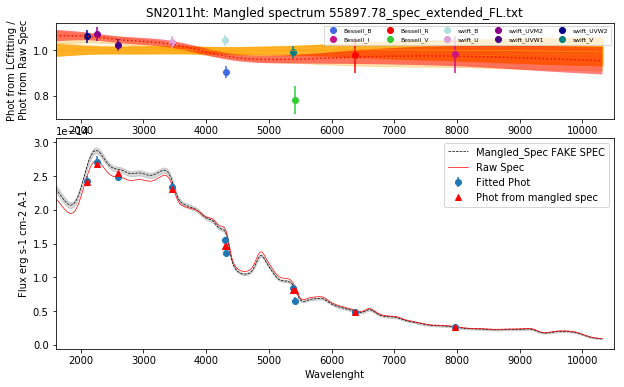 SN2011ht: Mangled spectrum 55897.78_spec_extended_FL.txt
Phot from LCfitting /
Phot from Raw Spec
1.0
0.8
Bessell_B
Bessell_I
Bessell_R
Bessell_V
swift_B
swift_U
swift_UVM2
swift_UVW1
swift_UVW2
swift_V
2000 3000 4000 5000 6000 7000 8000 9000 10000
1e−14
Flux erg s-1 cm-2 A-1
3.0
2.5
2.0
1.5
1.0
0.5
0.0
Mangled_Spec FAKE SPEC
Raw Spec
Fitted Phot
Phot from mangled spec
2000 3000 4000 5000 6000 7000 8000 9000 10000
Wavelenght